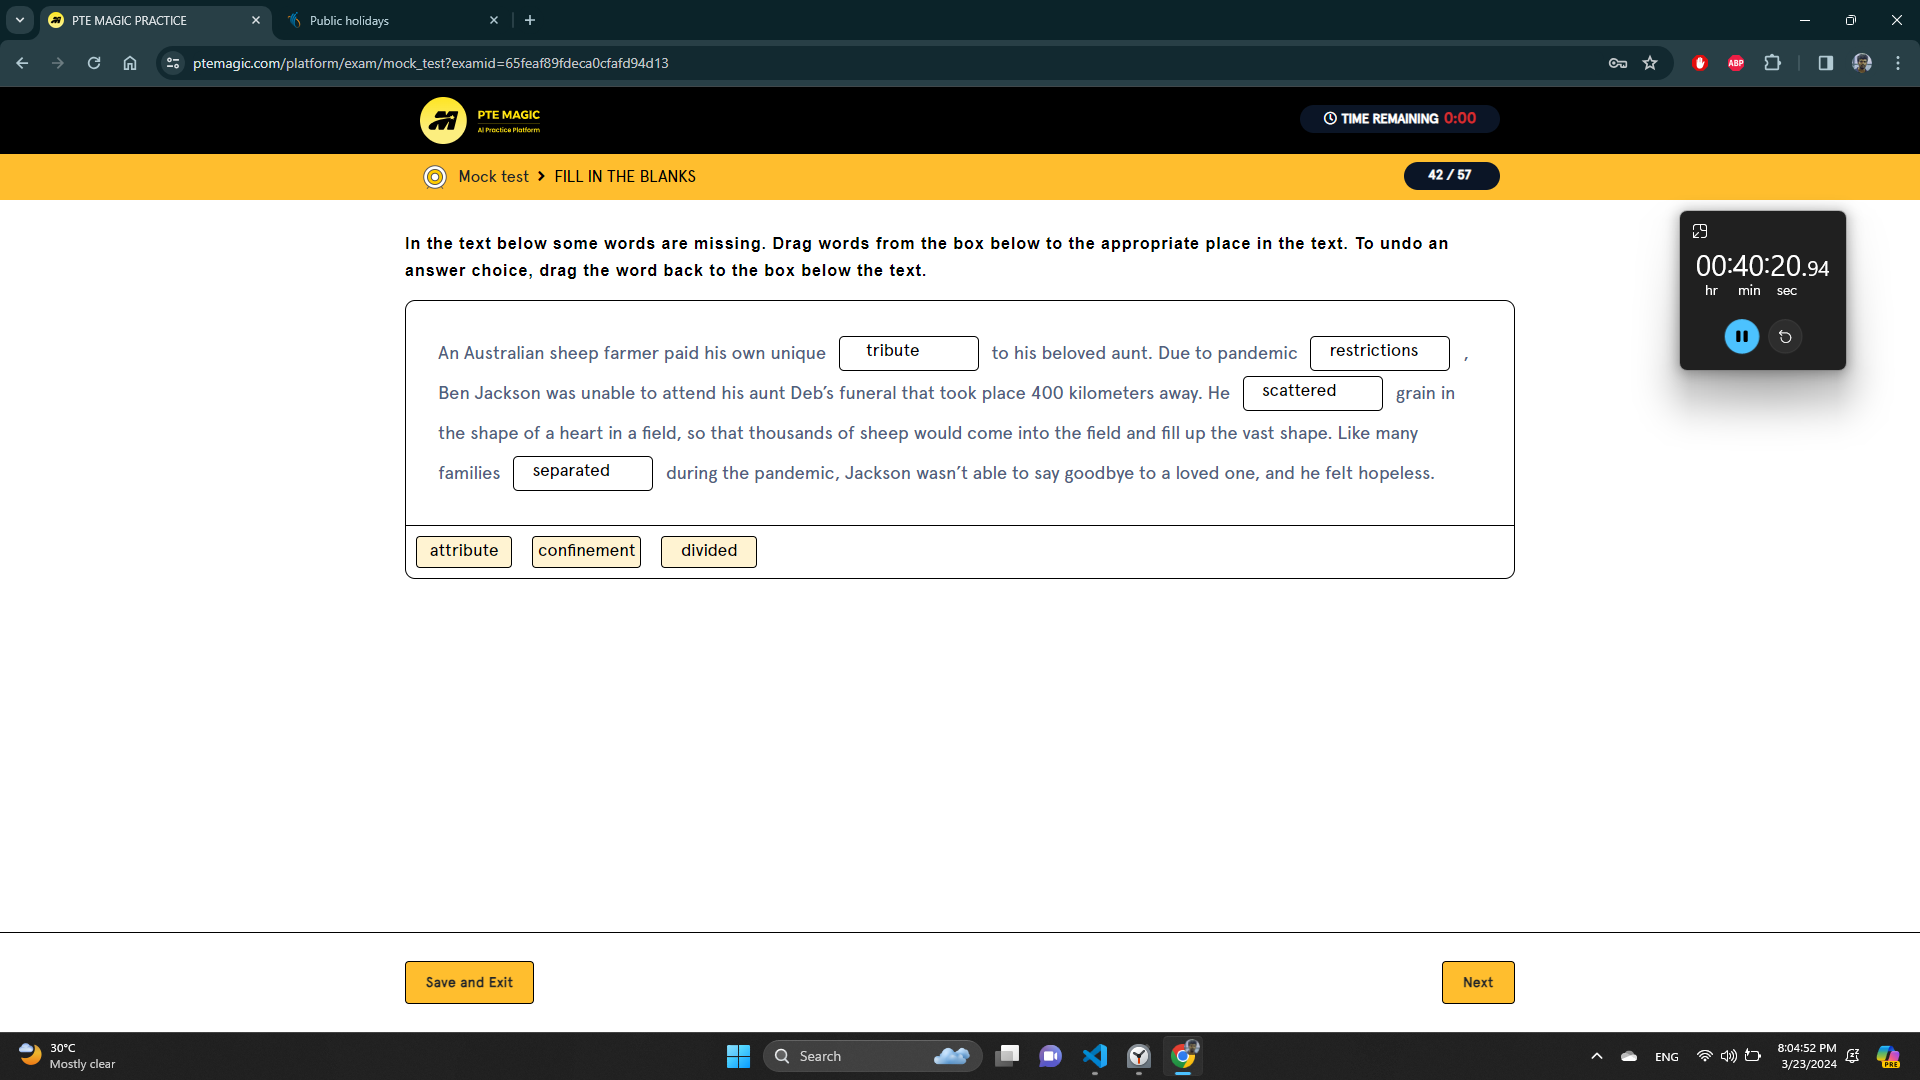 PTE MAGIC PRACTICE
Public holidays
ptemagic.com/platform/exam/mock_test?examid=65feaf89fdeca0cfafd94d13
ABP
PTE MAGIC
AI Practice Platform
TIME REMAINING 0:00
Mock test > FILL IN THE BLANKS
42 / 57
In the text below some words are missing. Drag words from the box below to the appropriate place in the text. To undo an
answer choice, drag the word back to the box below the text.
00:40:20.94
hr min sec
An Australian sheep farmer paid his own unique tribute to his beloved aunt. Due to pandemic restrictions ,
Ben Jackson was unable to attend his aunt Deb’s funeral that took place 400 kilometers away. He scattered grain in
the shape of a heart in a field, so that thousands of sheep would come into the field and fill up the vast shape. Like many
families separated during the pandemic, Jackson wasn’t able to say goodbye to a loved one, and he felt hopeless.
attribute confinement divided
Save and Exit
Next
30°C
Mostly clear
Search
ENG
8:04:52 PM
3/23/2024
PRE